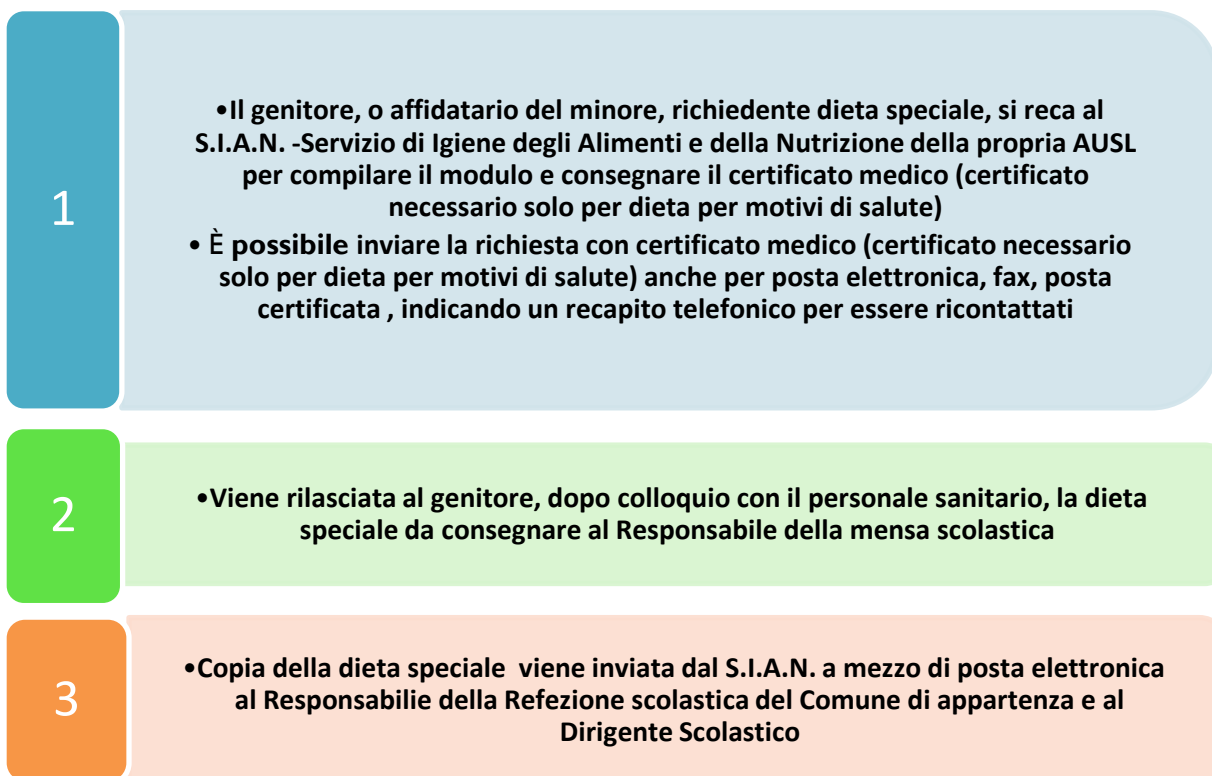 1
•Il genitore, o affidatario del minore, richiedente dieta speciale, si reca al
S.I.A.N. -Servizio di Igiene degli Alimenti e della Nutrizione della propria AUSL
per compilare il modulo e consegnare il certificato medico (certificato
necessario solo per dieta per motivi di salute)
• È possibile inviare la richiesta con certificato medico (certificato necessario
solo per dieta per motivi di salute) anche per posta elettronica, fax, posta
certificata , indicando un recapito telefonico per essere ricontattati
2
•Viene rilasciata al genitore, dopo colloquio con il personale sanitario, la dieta
speciale da consegnare al Responsabile della mensa scolastica
3
•Copia della dieta speciale viene inviata dal S.I.A.N. a mezzo di posta elettronica
al Responsabilie della Refezione scolastica del Comune di appartenza e al
Dirigente Scolastico